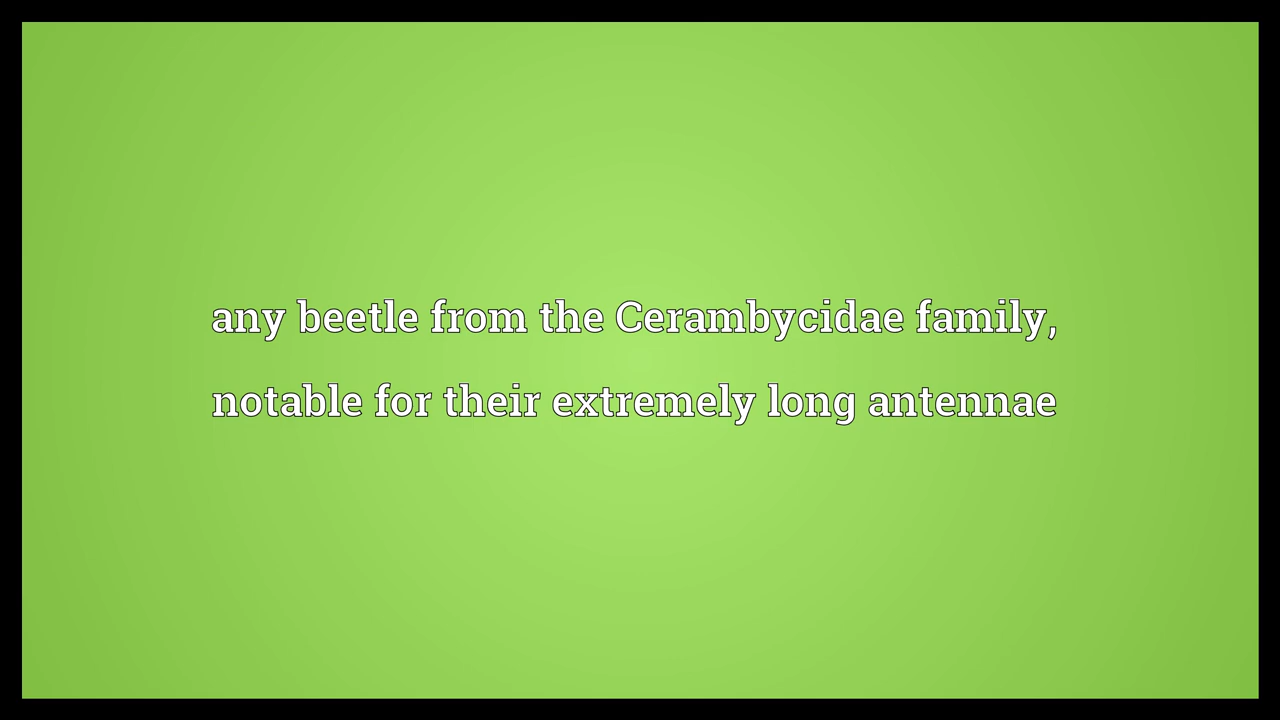 any beetle from the Cerambycidae family,
notable for their extremely long antennae